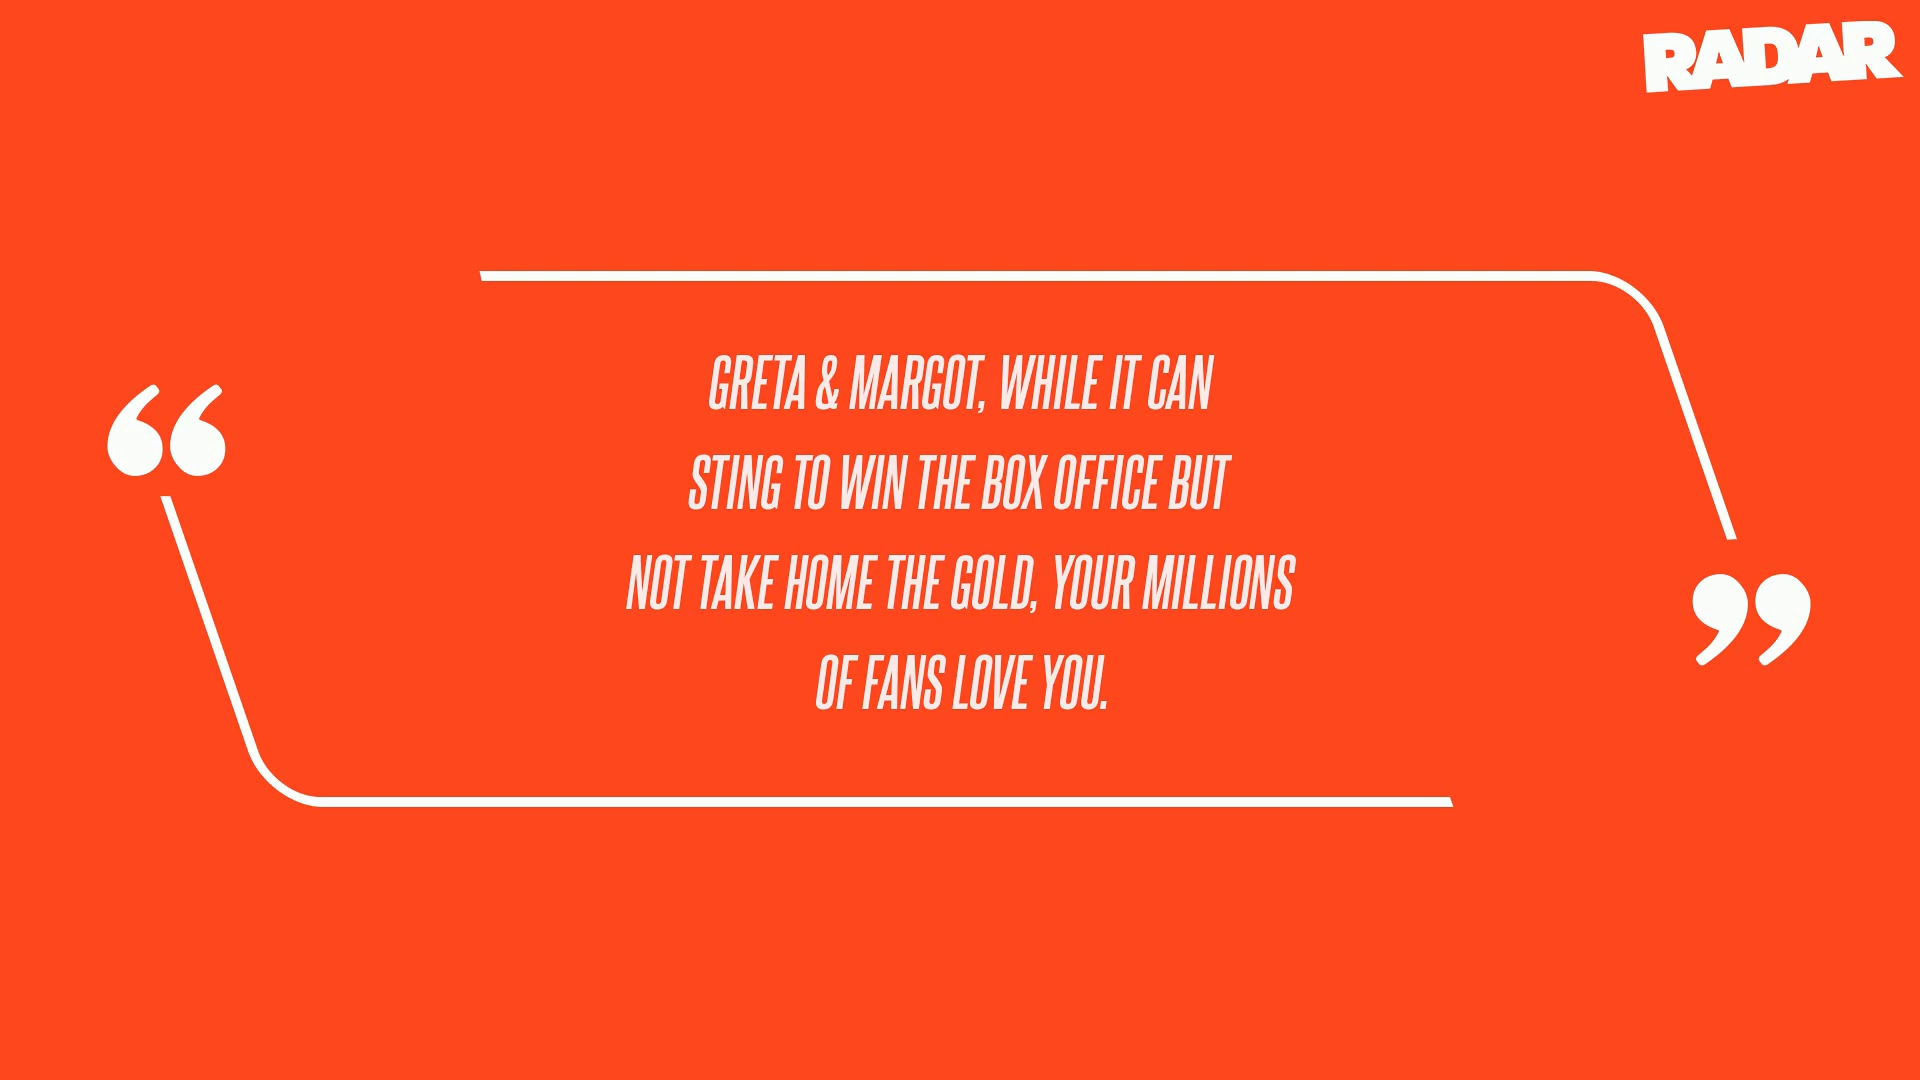 RADAR
GRETA & MARGOT, WHILE IT CAN
STING TO WIN THE BOX OFFICE BUT
NOT TAKE HOME THE GOLD, YOUR MILLIONS
OF FANS LOVE YOU.